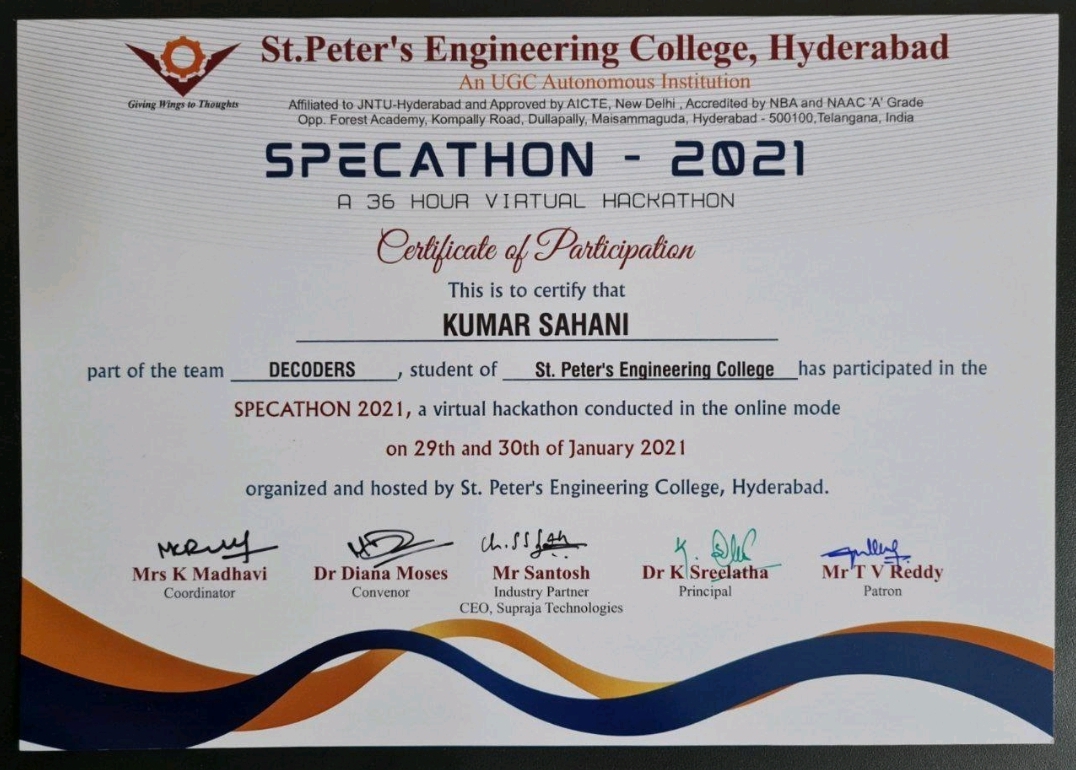 St.Peter's Engineering College, Hyderabad
An UGC Autonomous Institution
Giving Wings to Thoughts
Affiliated to JNTU-Hyderabad and Approved by AICTE, New Delhi , Accredited by NBA and NAAC 'A' Grade
Opp. Forest Academy, Kompally Road, Dullapally, Maisammaguda, Hyderabad - 500100,Telangana, India
SPECATHON - 2021
A 36 HOUR VIRTUAL HACKATHON
Certificate of Participation
This is to certify that
KUMAR SAHANI
part of the team DECODERS , student of St. Peter's Engineering College has participated in the
SPECATHON 2021, a virtual hackathon conducted in the online mode
on 29th and 30th of January 2021
organized and hosted by St. Peter's Engineering College, Hyderabad.
Mrs K Madhavi Dr Diana Moses Mr Santosh Dr K Sreelatha Mr T V Reddy
Coordinator Convenor Industry Partner Principal Patron
CEO, Supraja Technologies